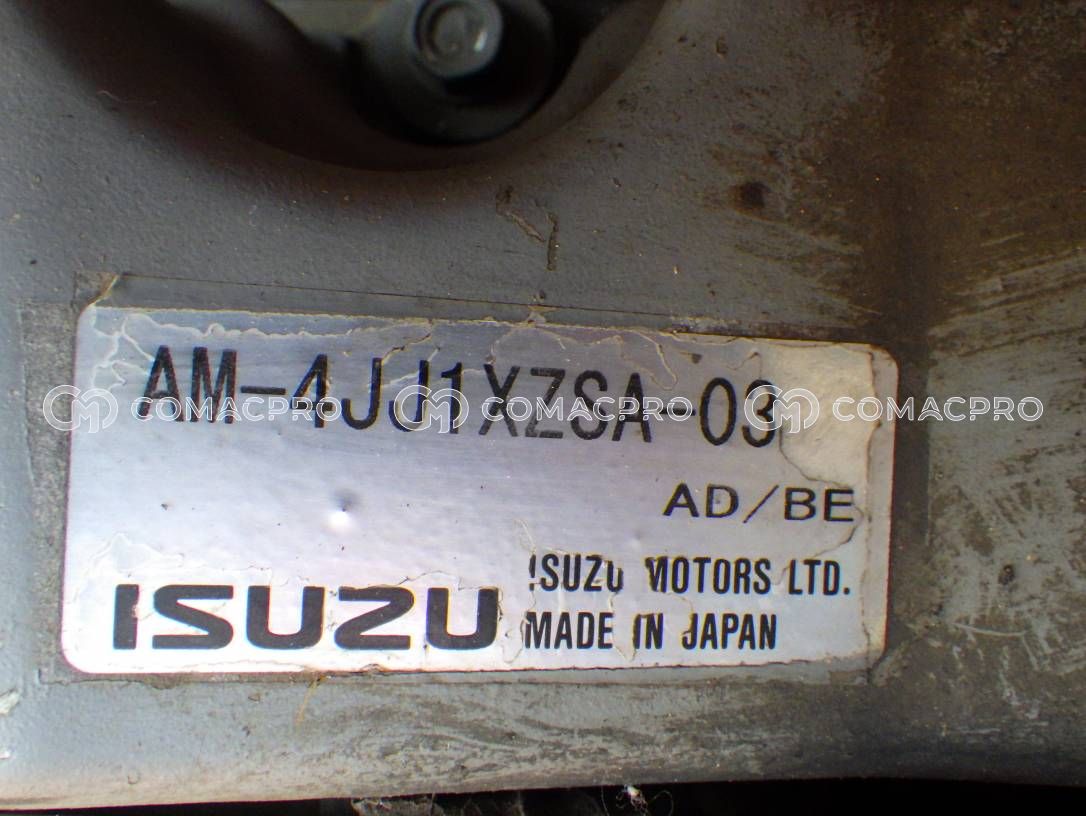 AM-4JJ1XZSA-03
AD/BE
ISUZU
ISUZU MOTORS LTD.
MADE IN JAPAN
COMACPRO COMACPRO COMACPRO